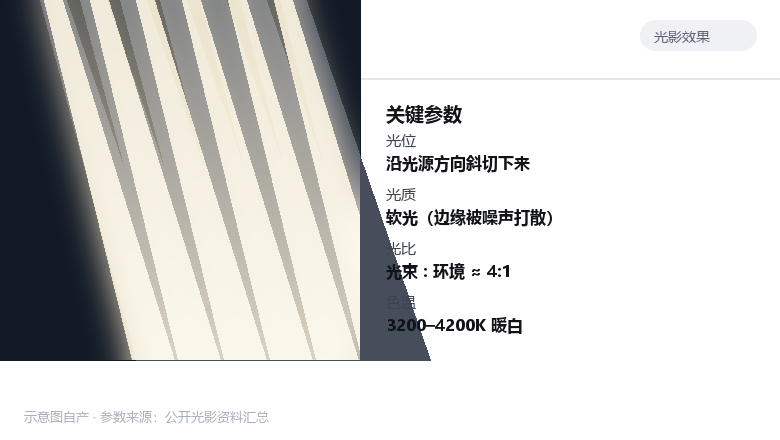 光影效果
关键参数
光位
沿光源方向斜切下来
光质
软光（边缘被噪声打散）
光比
光束 : 环境 ≈ 4:1
色温
3200–4200K 暖白
示意图自产 · 参数来源：公开光影资料汇总